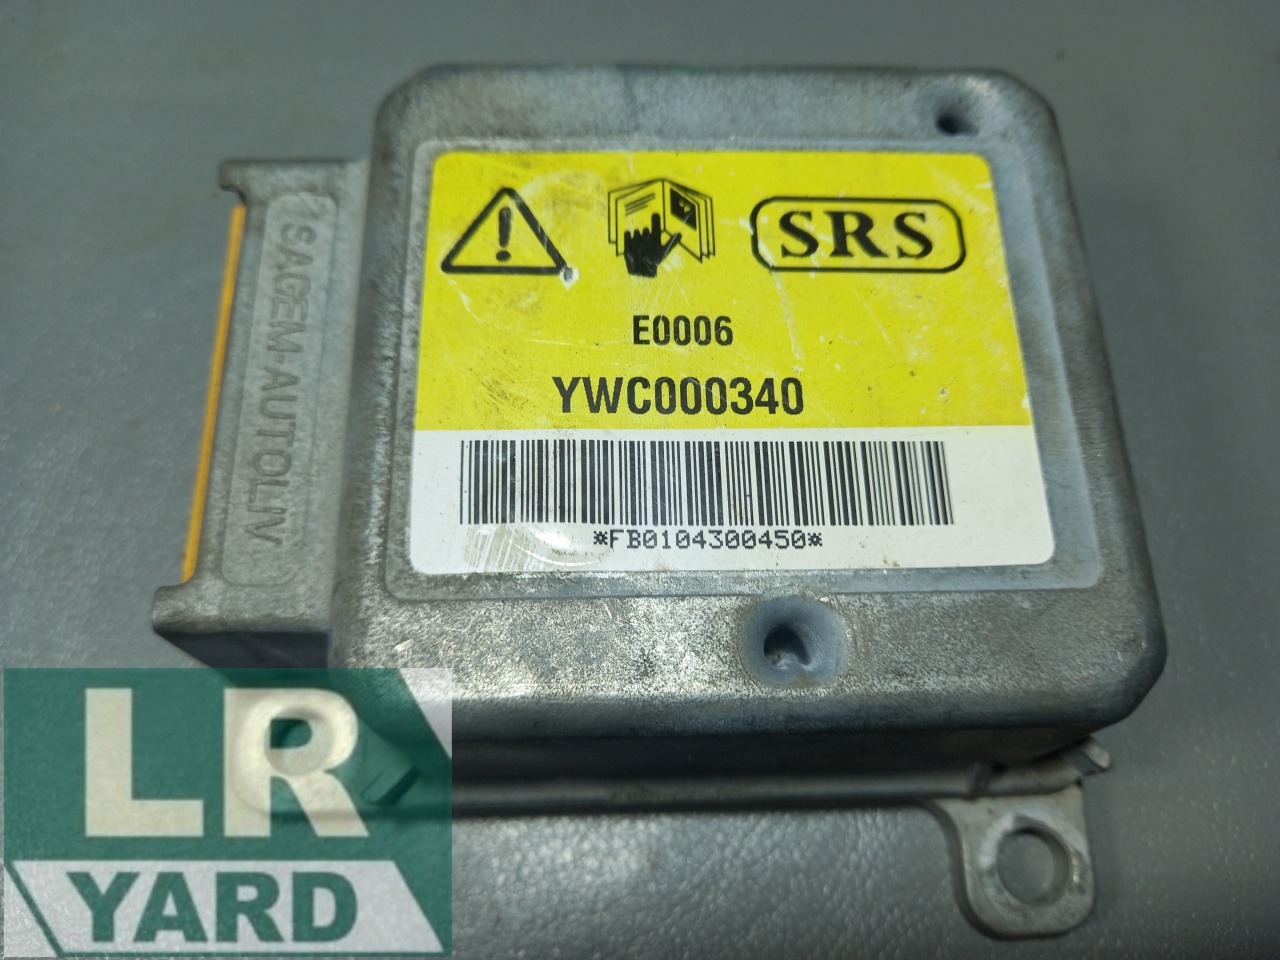 SAGEM-AUTOLIV
SRS
E0006
YWC000340
*FB0104300450*
LR
YARD